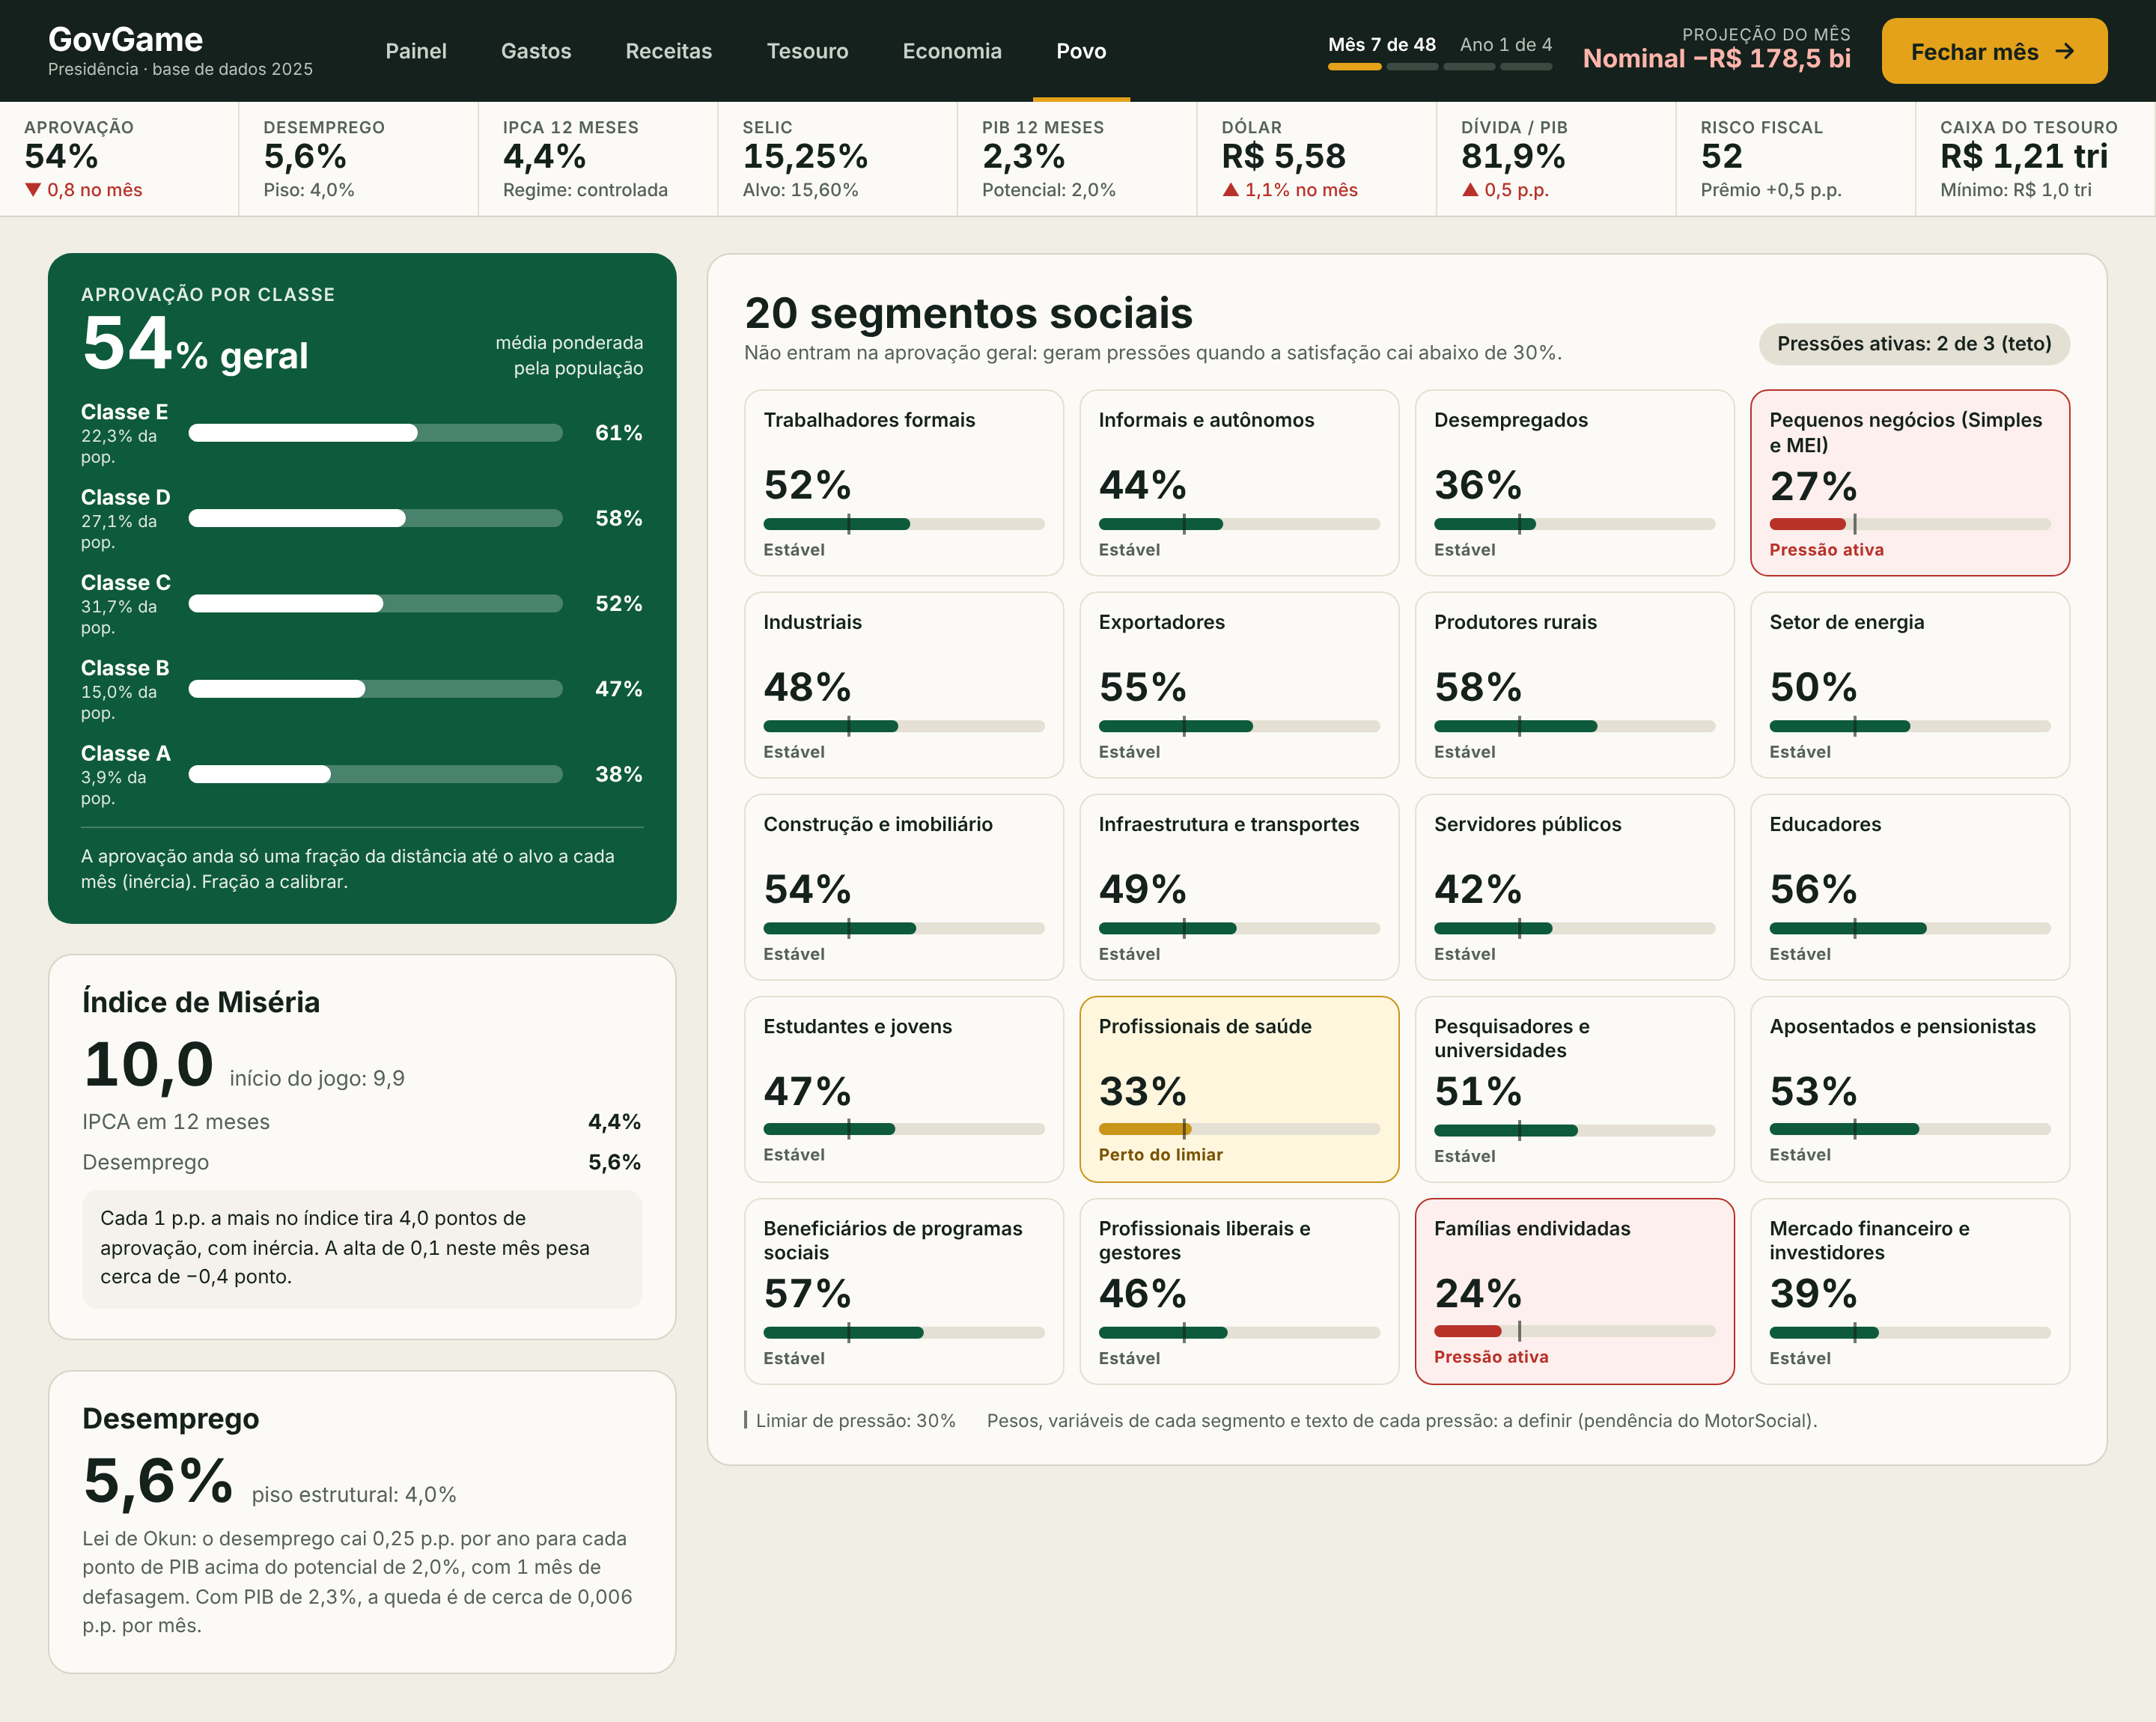 GovGame
Presidência · base de dados 2025
Painel
Gastos
Receitas
Tesouro
Economia
Povo
Mês 7 de 48
Ano 1 de 4
PROJEÇÃO DO MÊS
Nominal −R$ 178,5 bi
Fechar mês →
APROVAÇÃO
54%
▼ 0,8 no mês
DESEMPREGO
5,6%
Piso: 4,0%
IPCA 12 MESES
4,4%
Regime: controlada
SELIC
15,25%
Alvo: 15,60%
PIB 12 MESES
2,3%
Potencial: 2,0%
DÓLAR
R$ 5,58
▲ 1,1% no mês
DÍVIDA / PIB
81,9%
▲ 0,5 p.p.
RISCO FISCAL
52
Prêmio +0,5 p.p.
CAIXA DO TESOURO
R$ 1,21 tri
Mínimo: R$ 1,0 tri
APROVAÇÃO POR CLASSE
54% geral
média ponderada
pela população
Classe E
22,3% da
pop.
61%
Classe D
27,1% da
pop.
58%
Classe C
31,7% da
pop.
52%
Classe B
15,0% da
pop.
47%
Classe A
3,9% da
pop.
38%
A aprovação anda só uma fração da distância até o alvo a cada
mês (inércia). Fração a calibrar.
Índice de Miséria
10,0 início do jogo: 9,9
IPCA em 12 meses 4,4%
Desemprego 5,6%
Cada 1 p.p. a mais no índice tira 4,0 pontos de
aprovação, com inércia. A alta de 0,1 neste mês pesa
cerca de −0,4 ponto.
Desemprego
5,6% piso estrutural: 4,0%
Lei de Okun: o desemprego cai 0,25 p.p. por ano para cada
ponto de PIB acima do potencial de 2,0%, com 1 mês de
defasagem. Com PIB de 2,3%, a queda é de cerca de 0,006
p.p. por mês.
20 segmentos sociais
Não entram na aprovação geral: geram pressões quando a satisfação cai abaixo de 30%.
Pressões ativas: 2 de 3 (teto)
Trabalhadores formais
52%
Estável
Informais e autônomos
44%
Estável
Desempregados
36%
Estável
Pequenos negócios (Simples
e MEI)
27%
Pressão ativa
Industriais
48%
Estável
Exportadores
55%
Estável
Produtores rurais
58%
Estável
Setor de energia
50%
Estável
Construção e imobiliário
54%
Estável
Infraestrutura e transportes
49%
Estável
Servidores públicos
42%
Estável
Educadores
56%
Estável
Estudantes e jovens
47%
Estável
Profissionais de saúde
33%
Perto do limiar
Pesquisadores e
universidades
51%
Estável
Aposentados e pensionistas
53%
Estável
Beneficiários de programas
sociais
57%
Estável
Profissionais liberais e
gestores
46%
Estável
Famílias endividadas
24%
Pressão ativa
Mercado financeiro e
investidores
39%
Estável
Limiar de pressão: 30%
Pesos, variáveis de cada segmento e texto de cada pressão: a definir (pendência do MotorSocial).